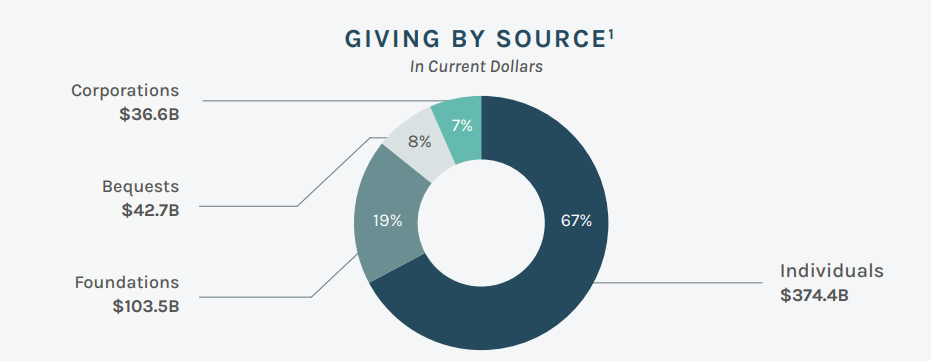 GIVING BY SOURCE¹
In Current Dollars
Corporations
$36.6B
7%
8%
Bequests
$42.7B
19%
67%
Foundations
$103.5B
Individuals
$374.4B